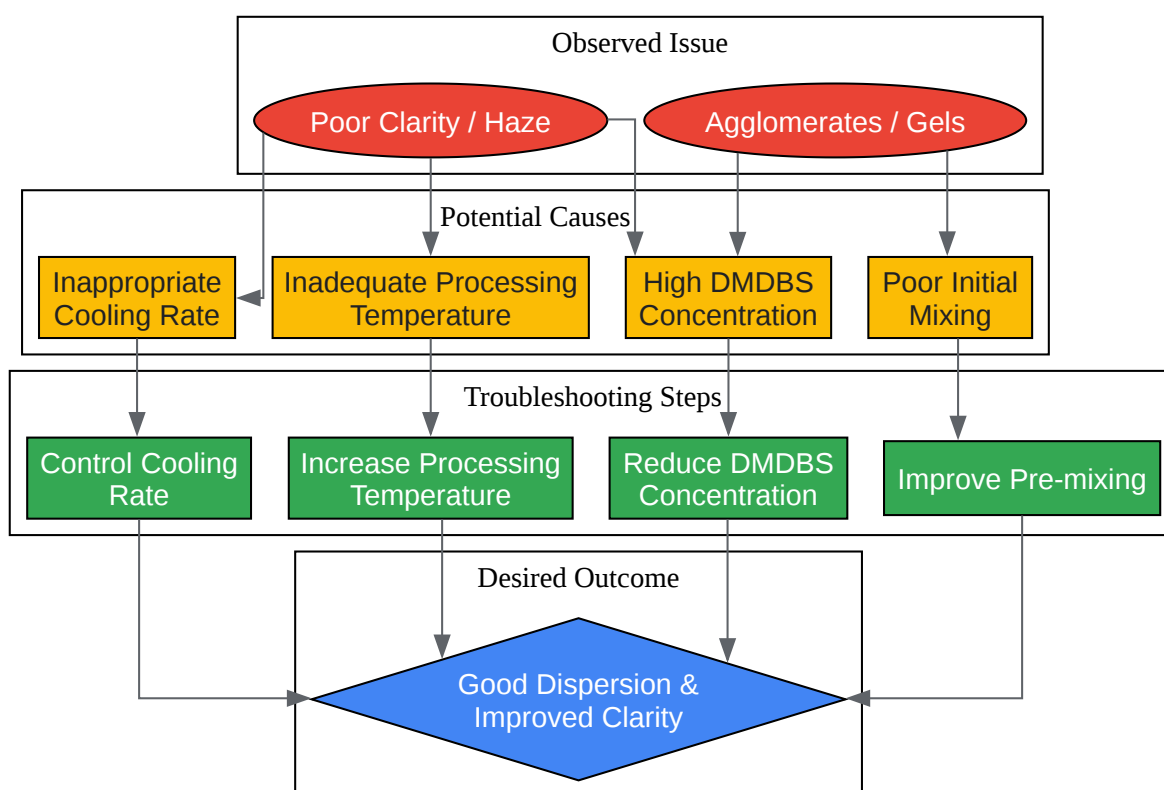 Observed Issue
Poor Clarity / Haze
Agglomerates / Gels
Potential Causes
Inappropriate
Cooling Rate
Inadequate Processing
Temperature
High DMDBS
Concentration
Poor Initial
Mixing
Troubleshooting Steps
Control Cooling
Rate
Increase Processing
Temperature
Reduce DMDBS
Concentration
Improve Pre-mixing
Desired Outcome
Good Dispersion &
Improved Clarity